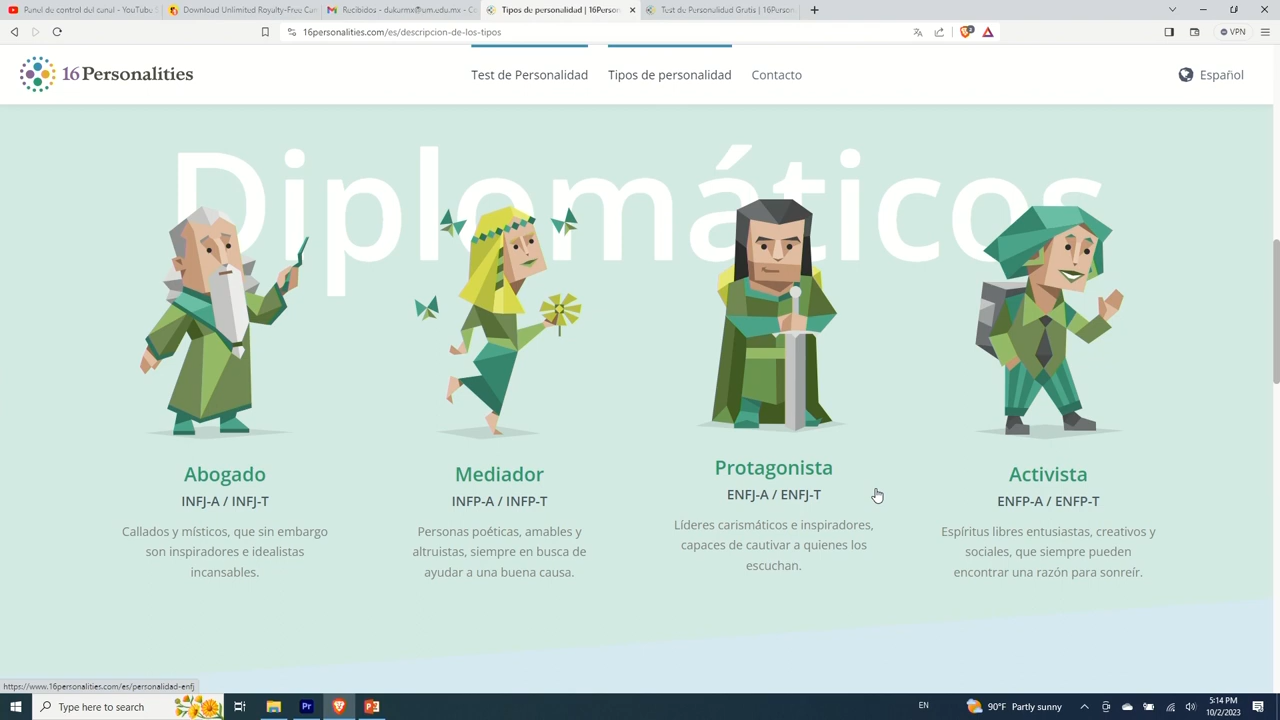 Panel de control del canal - YouTube S
Download Unlimited Royalty-Free Can
Recibidos - dukurmx@um.edu.mx - Co
Tipos de personalidad | 16Person
Test de Personalidad Gratis | 16Person
16personalities.com/es/descripcion-de-los-tipos
VPN
16Personalities
Test de Personalidad
Tipos de personalidad
Contacto
Español
Diplomáticos
Abogado
INFJ-A / INFJ-T
Callados y místicos, que sin embargo
son inspiradores e idealistas
incansables.
Mediador
INFP-A / INFP-T
Personas poéticas, amables y
altruistas, siempre en busca de
ayudar a una buena causa.
Protagonista
ENFJ-A / ENFJ-T
Líderes carismáticos e inspiradores,
capaces de cautivar a quienes los
escuchan.
Activista
ENFP-A / ENFP-T
Espíritus libres entusiastas, creativos y
sociales, que siempre pueden
encontrar una razón para sonreír.
https://www.16personalities.com/es/personalidad-enfj
Type here to search
Pr
EN
90°F Partly sunny
5:14 PM
10/2/2023